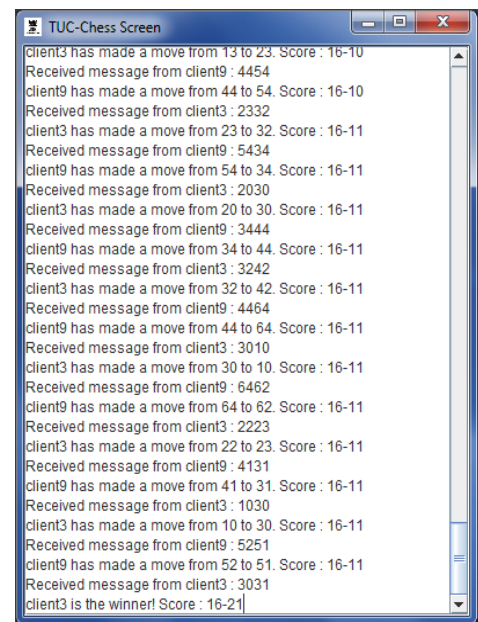 TUC-Chess Screen
client3 has made a move from 13 to 23. Score : 16-10
Received message from client9 : 4454
client9 has made a move from 44 to 54. Score : 16-10
Received message from client3 : 2332
client3 has made a move from 23 to 32. Score : 16-11
Received message from client9 : 5434
client9 has made a move from 54 to 34. Score : 16-11
Received message from client3 : 2030
client3 has made a move from 20 to 30. Score : 16-11
Received message from client9 : 3444
client9 has made a move from 34 to 44. Score : 16-11
Received message from client3 : 3242
client3 has made a move from 32 to 42. Score : 16-11
Received message from client9 : 4464
client9 has made a move from 44 to 64. Score : 16-11
Received message from client3 : 3010
client3 has made a move from 30 to 10. Score : 16-11
Received message from client9 : 6462
client9 has made a move from 64 to 62. Score : 16-11
Received message from client3 : 2223
client3 has made a move from 22 to 23. Score : 16-11
Received message from client9 : 4131
client9 has made a move from 41 to 31. Score : 16-11
Received message from client3 : 1030
client3 has made a move from 10 to 30. Score : 16-11
Received message from client9 : 5251
client9 has made a move from 52 to 51. Score : 16-11
Received message from client3 : 3031
client3 is the winner! Score : 16-21